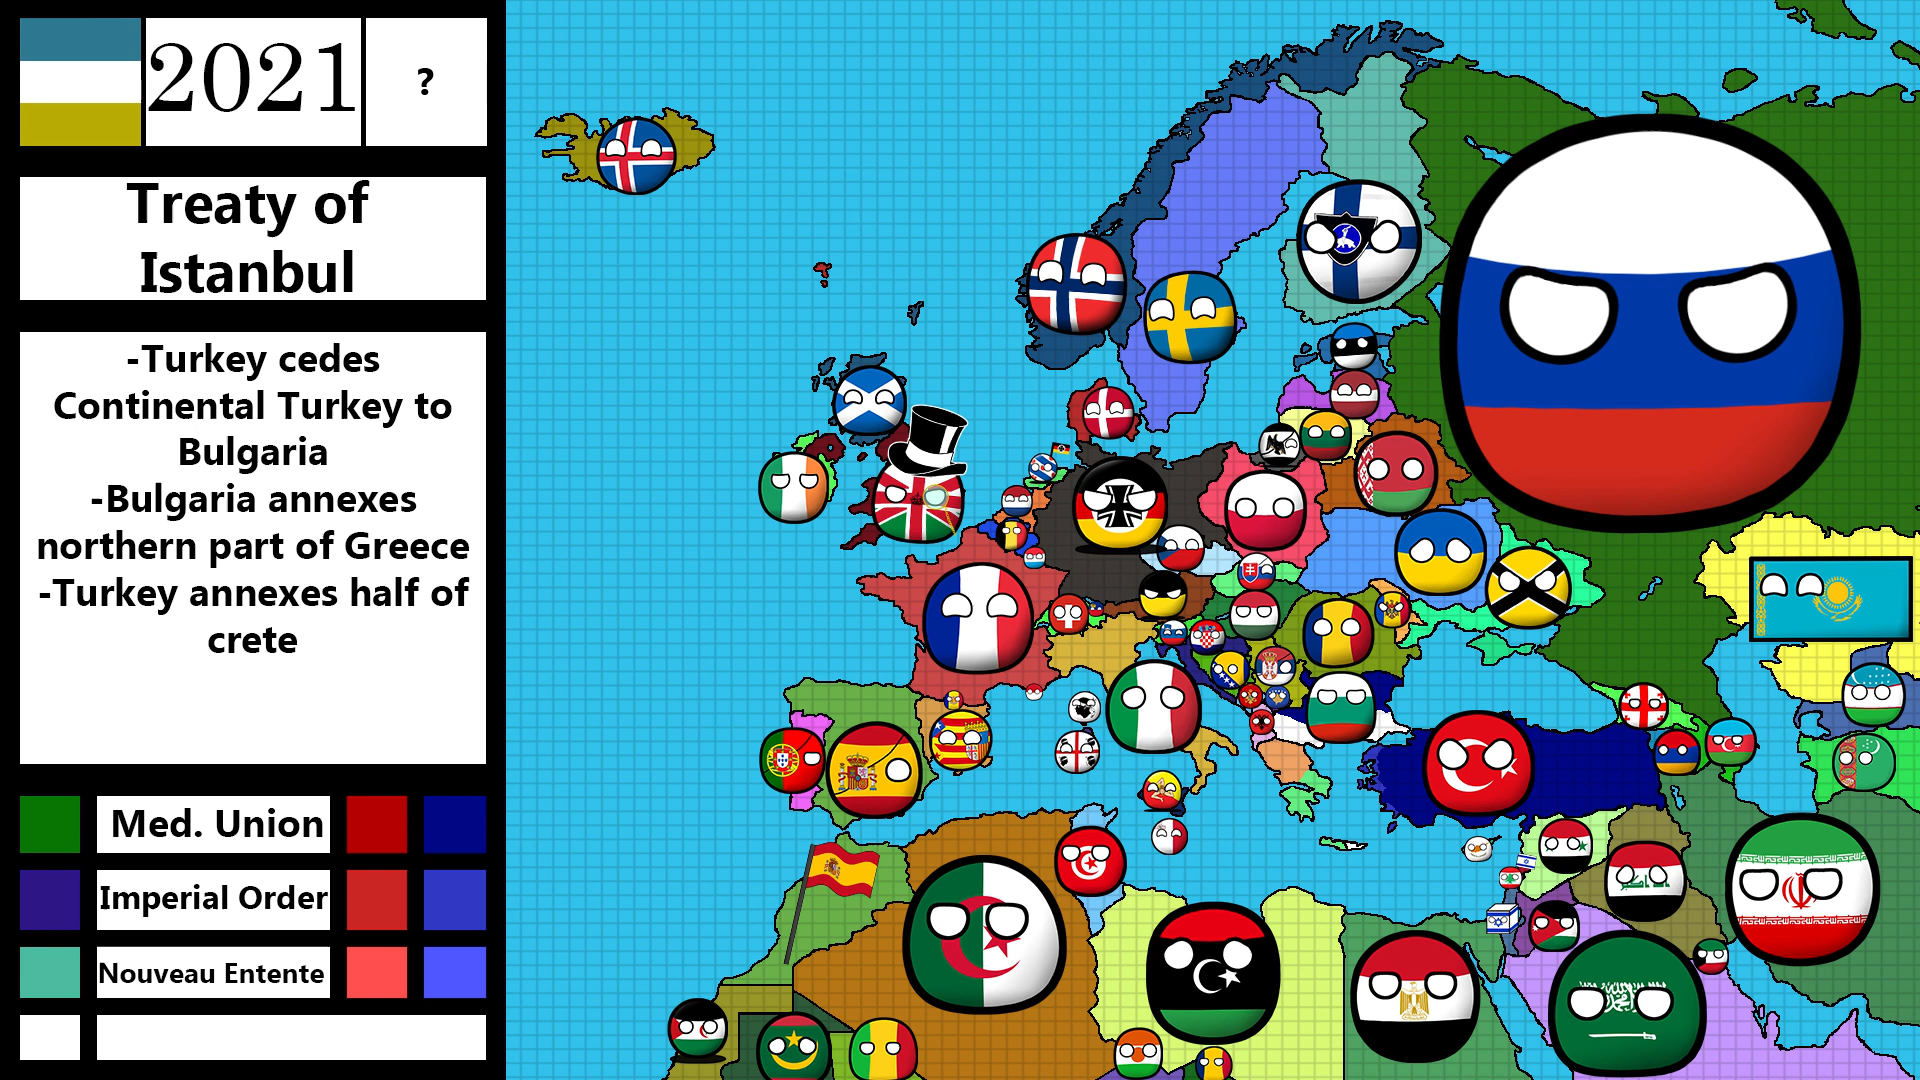 2021
?
Treaty of
Istanbul
-Turkey cedes
Continental Turkey to
Bulgaria
-Bulgaria annexes
northern part of Greece
-Turkey annexes half of
crete
Med. Union
Imperial Order
Nouveau Entente